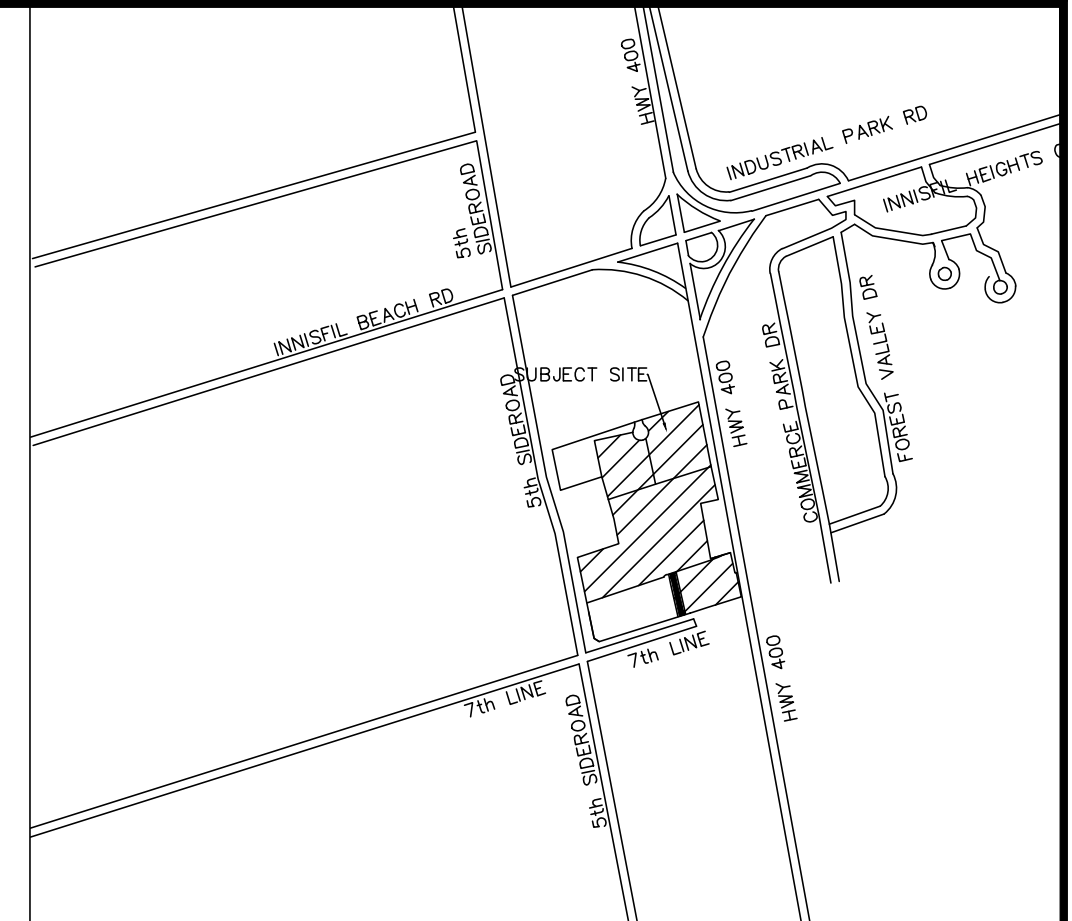 HWY 400
INDUSTRIAL PARK RD
INNISFIL HEIGHTS
5th
SIDEROAD
INNISFIL BEACH RD
SUBJECT SITE
5th SIDEROAD
HWY 400
COMMERCE PARK DR
FOREST VALLEY DR
7th LINE
7th LINE
HWY 400
5th SIDEROAD